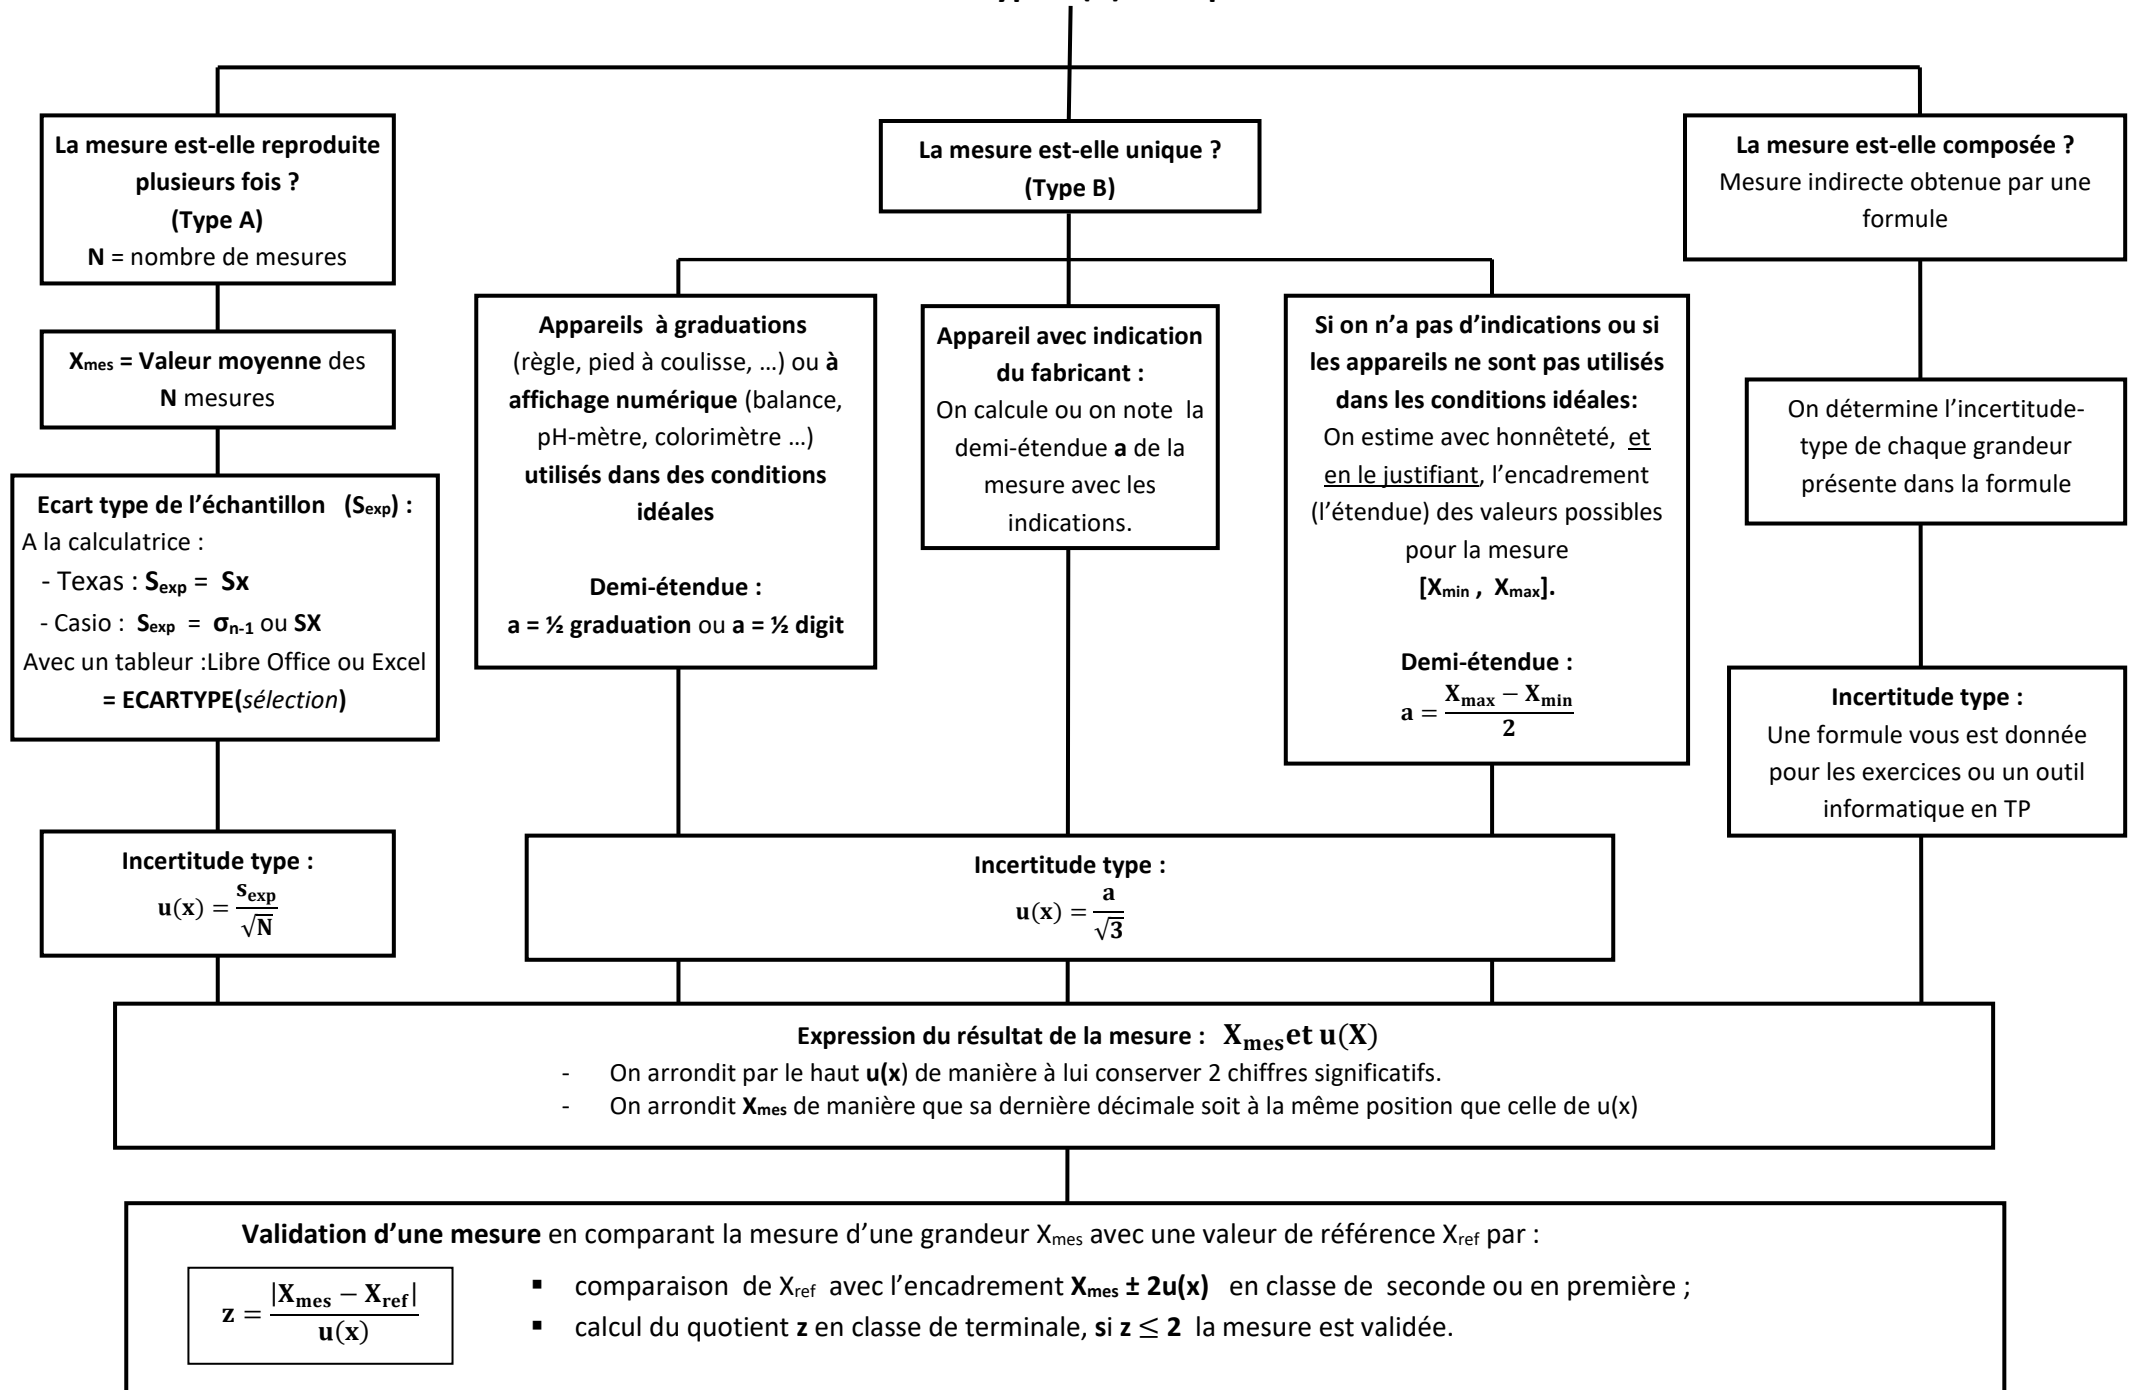 La mesure est-elle reproduite
plusieurs fois ?
(Type A)
N = nombre de mesures
Xmes = Valeur moyenne des
N mesures
Ecart type de l’échantillon (Sexp) :
A la calculatrice :
- Texas : Sexp = Sx
- Casio : Sexp = σn-1 ou SX
Avec un tableur :Libre Office ou Excel
= ECARTYPE(sélection)
Incertitude type :
u(x) = sexp / √N
La mesure est-elle unique ?
(Type B)
Appareils à graduations
(règle, pied à coulisse, …) ou à
affichage numérique (balance,
pH-mètre, colorimètre …)
utilisés dans des conditions
idéales
Demi-étendue :
a = ½ graduation ou a = ½ digit
Appareil avec indication
du fabricant :
On calcule ou on note la
demi-étendue a de la
mesure avec les
indications.
Si on n’a pas d’indications ou si
les appareils ne sont pas utilisés
dans les conditions idéales:
On estime avec honnêteté, et
en le justifiant, l’encadrement
(l’étendue) des valeurs possibles
pour la mesure
[Xmin , Xmax].
Demi-étendue :
a = Xmax − Xmin / 2
Incertitude type :
u(x) = a / √3
La mesure est-elle composée ?
Mesure indirecte obtenue par une
formule
On détermine l’incertitude-
type de chaque grandeur
présente dans la formule
Incertitude type :
Une formule vous est donnée
pour les exercices ou un outil
informatique en TP
Expression du résultat de la mesure : Xmes et u(X)
- On arrondit par le haut u(x) de manière à lui conserver 2 chiffres significatifs.
- On arrondit Xmes de manière que sa dernière décimale soit à la même position que celle de u(x)
Validation d’une mesure en comparant la mesure d’une grandeur Xmes avec une valeur de référence Xref par :
z = |Xmes − Xref| / u(x)
▪ comparaison de Xref avec l’encadrement Xmes ± 2u(x) en classe de seconde ou en première ;
▪ calcul du quotient z en classe de terminale, si z ≤ 2 la mesure est validée.